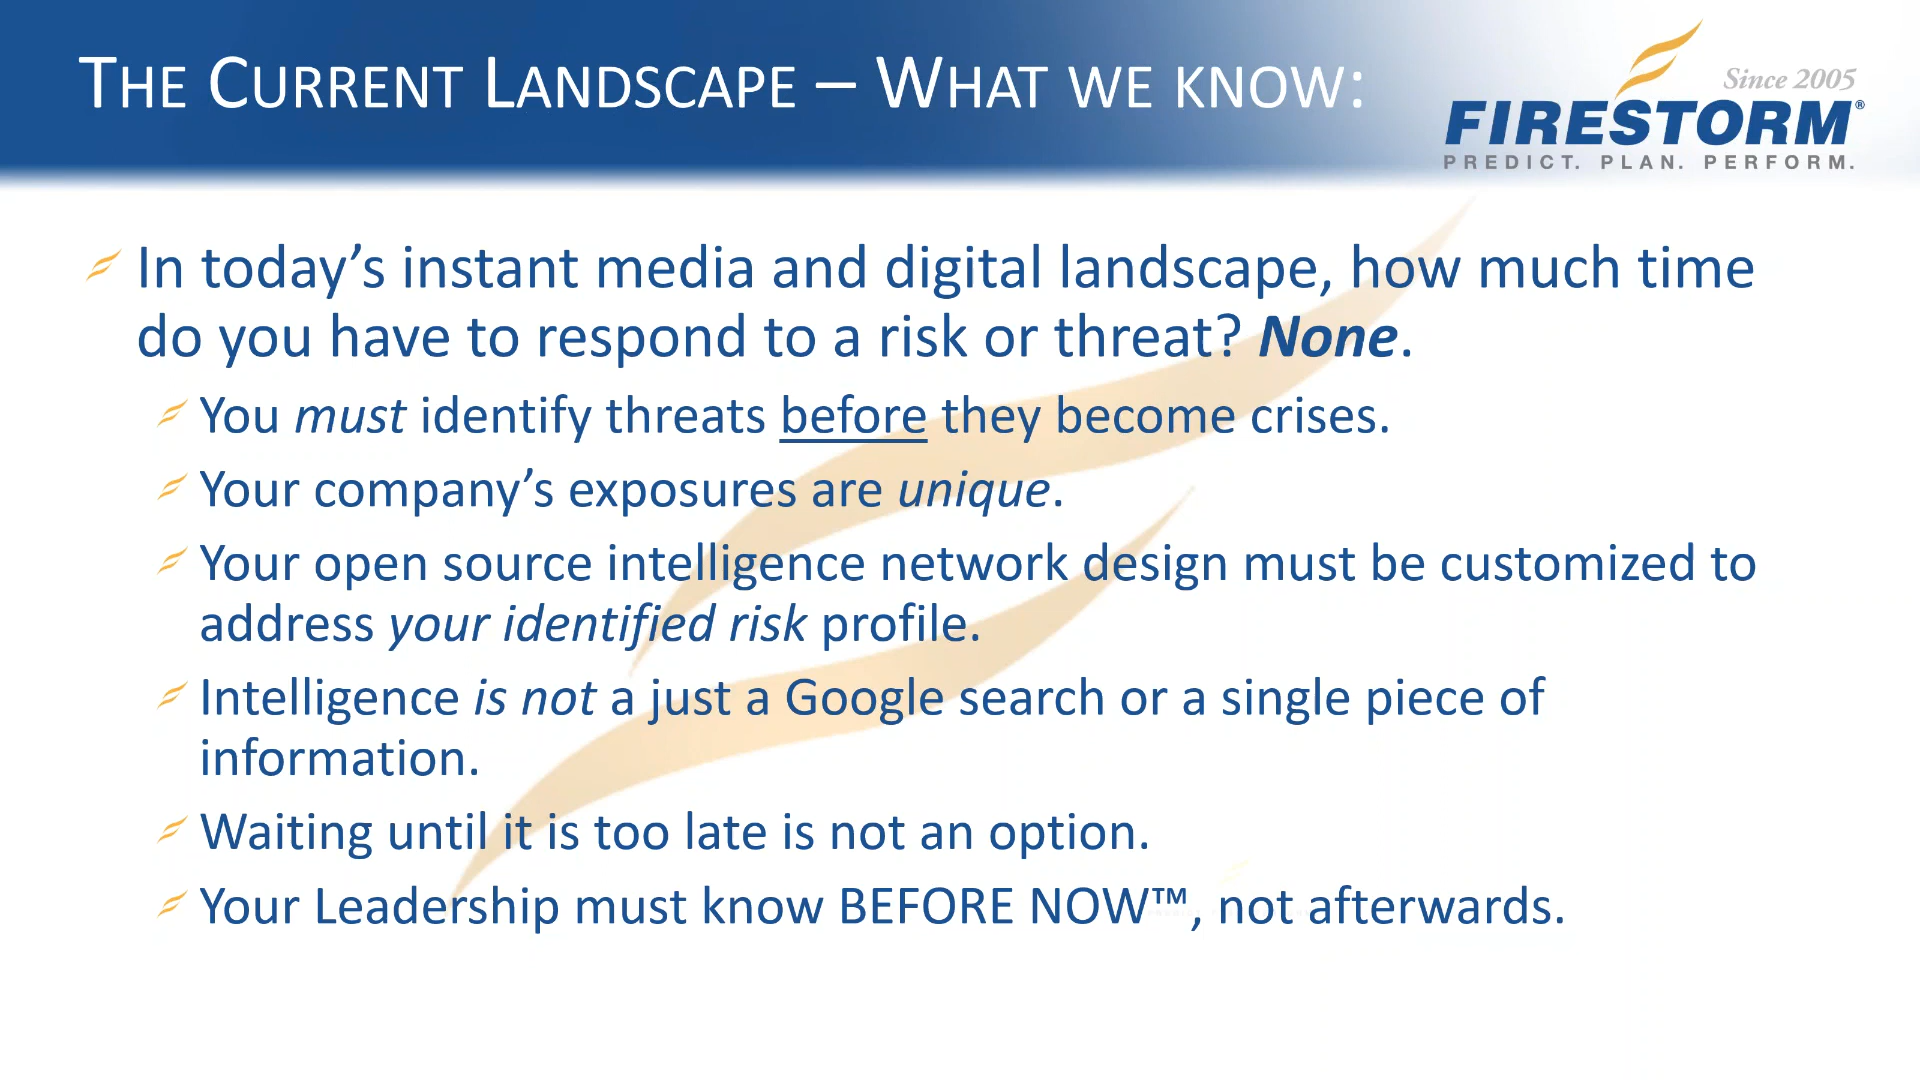 THE CURRENT LANDSCAPE – WHAT WE KNOW:
Since 2005
FIRESTORM®
PREDICT. PLAN. PERFORM.
In today’s instant media and digital landscape, how much time
do you have to respond to a risk or threat? None.
You must identify threats before they become crises.
Your company’s exposures are unique.
Your open source intelligence network design must be customized to
address your identified risk profile.
Intelligence is not a just a Google search or a single piece of
information.
Waiting until it is too late is not an option.
Your Leadership must know BEFORE NOW™, not afterwards.